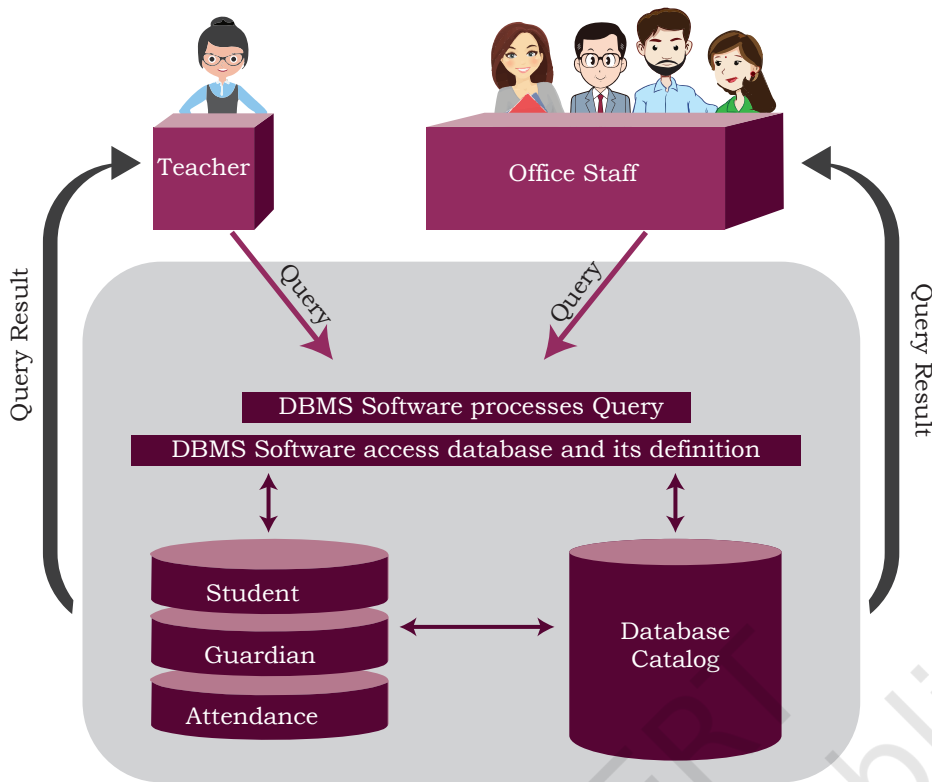 Teacher
Office Staff
Query Result
Query
Query
Query Result
DBMS Software processes Query
DBMS Software access database and its definition
Student
Guardian
Attendance
Database
Catalog